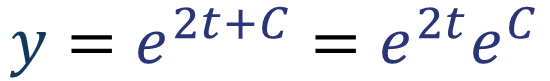 y = e^{2t+C} = e^{2t}e^{C}